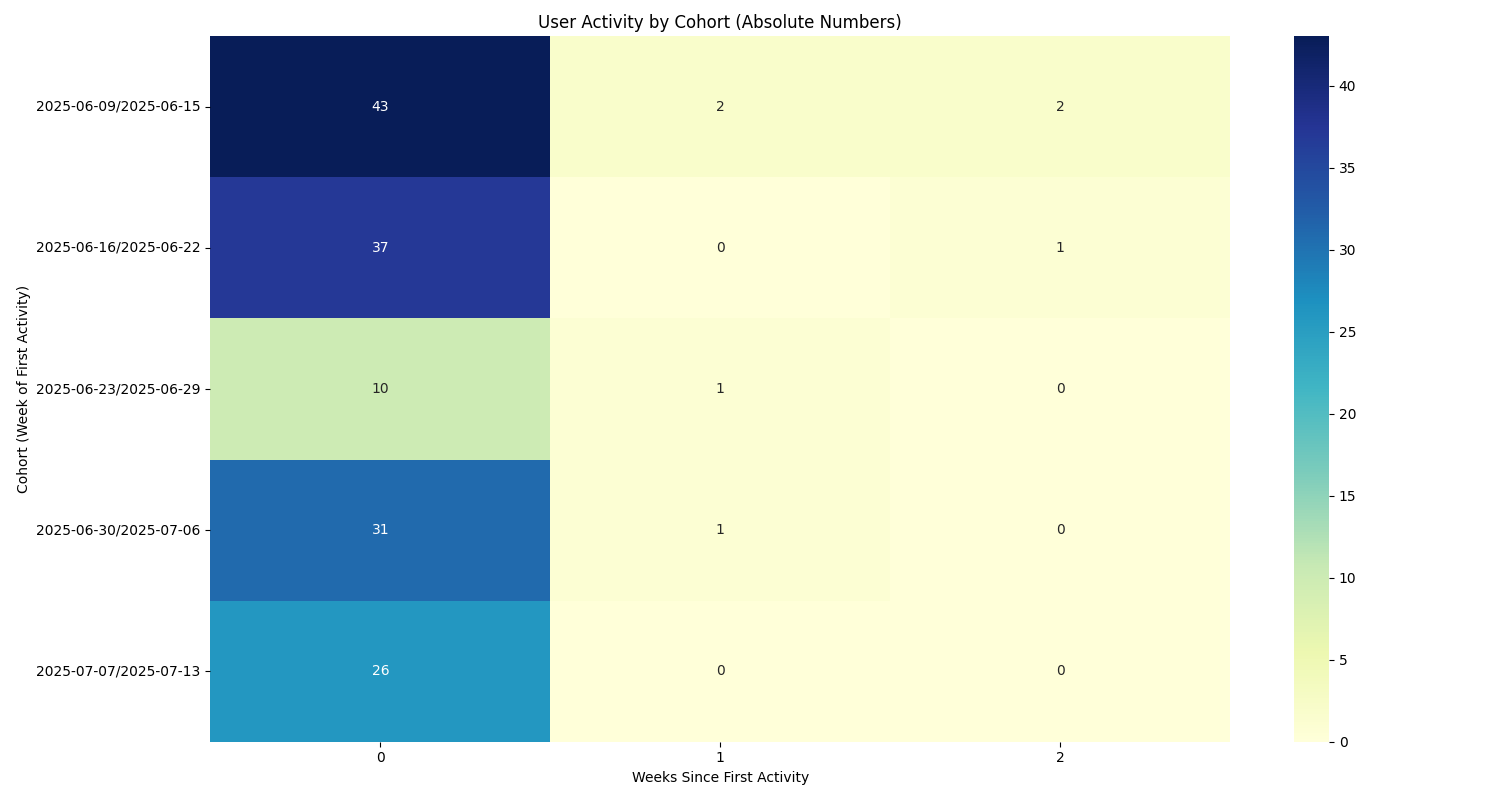 User Activity by Cohort (Absolute Numbers)
Cohort (Week of First Activity)
2025-06-09/2025-06-15 43 2 2
2025-06-16/2025-06-22 37 0 1
2025-06-23/2025-06-29 10 1 0
2025-06-30/2025-07-06 31 1 0
2025-07-07/2025-07-13 26 0 0
0 1 2
Weeks Since First Activity
40
35
30
25
20
15
10
5
0